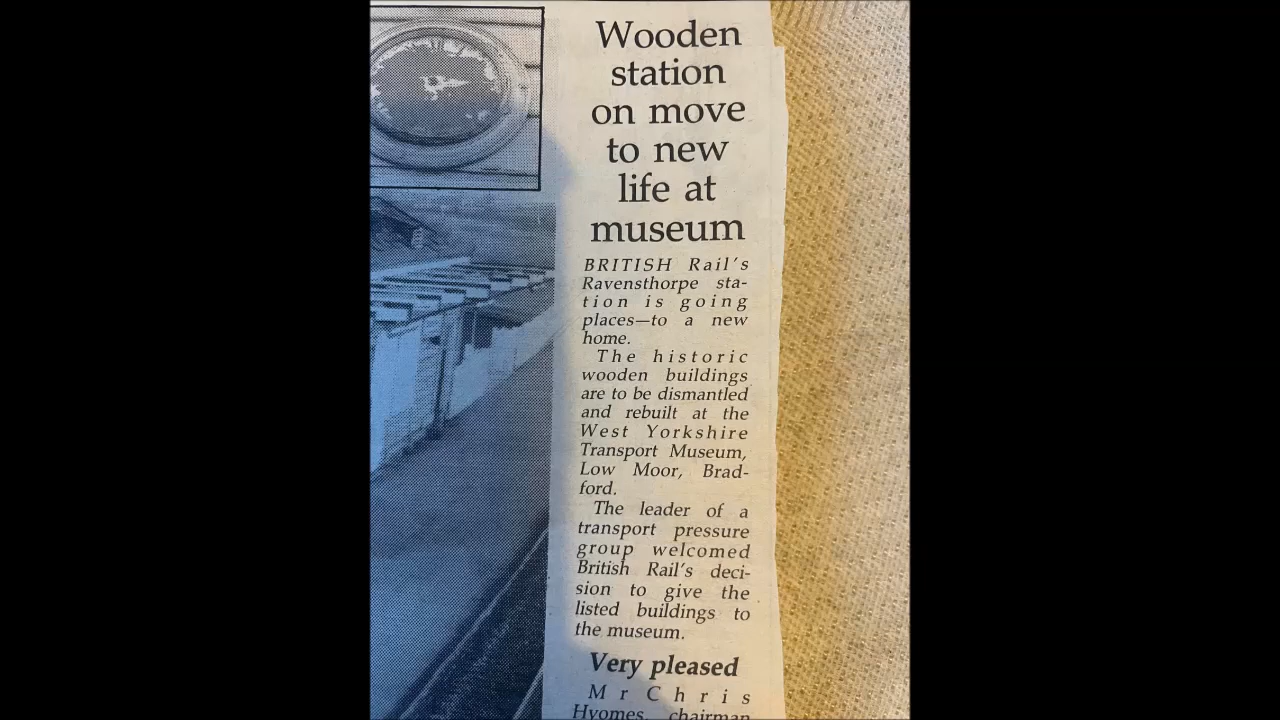 Wooden
station
on move
to new
life at
museum
BRITISH Rail's
Ravensthorpe sta-
tion is going
places—to a new
home.
The historic
wooden buildings
are to be dismantled
and rebuilt at the
West Yorkshire
Transport Museum,
Low Moor, Brad-
ford.
The leader of a
transport pressure
group welcomed
British Rail's deci-
sion to give the
listed buildings to
the museum.
Very pleased
Mr Chris
Hyomes, chairman